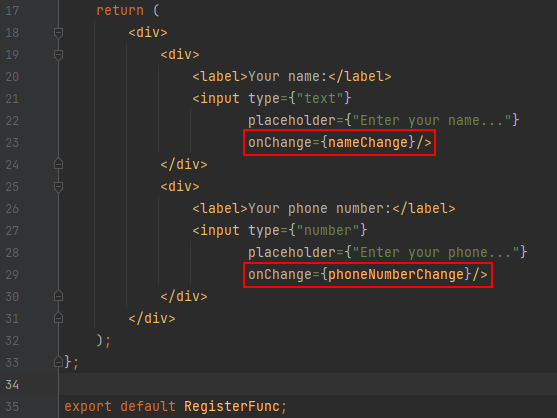 17 return (
18 <div>
19 <div>
20 <label>Your name:</label>
21 <input type={"text"}
22 placeholder={"Enter your name..."}
23 onChange={nameChange}/>
24 </div>
25 <div>
26 <label>Your phone number:</label>
27 <input type={"number"}
28 placeholder={"Enter your phone..."}
29 onChange={phoneNumberChange}/>
30 </div>
31 </div>
32 );
33 };
34
35 export default RegisterFunc;